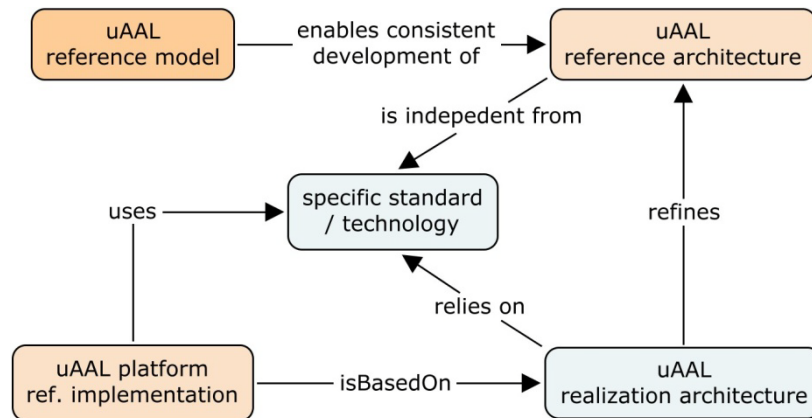 uAAL
reference model
enables consistent
development of
uAAL
reference architecture
is indepedent from
specific standard
/ technology
uses
refines
relies on
uAAL platform
ref. implementation
isBasedOn
uAAL
realization architecture